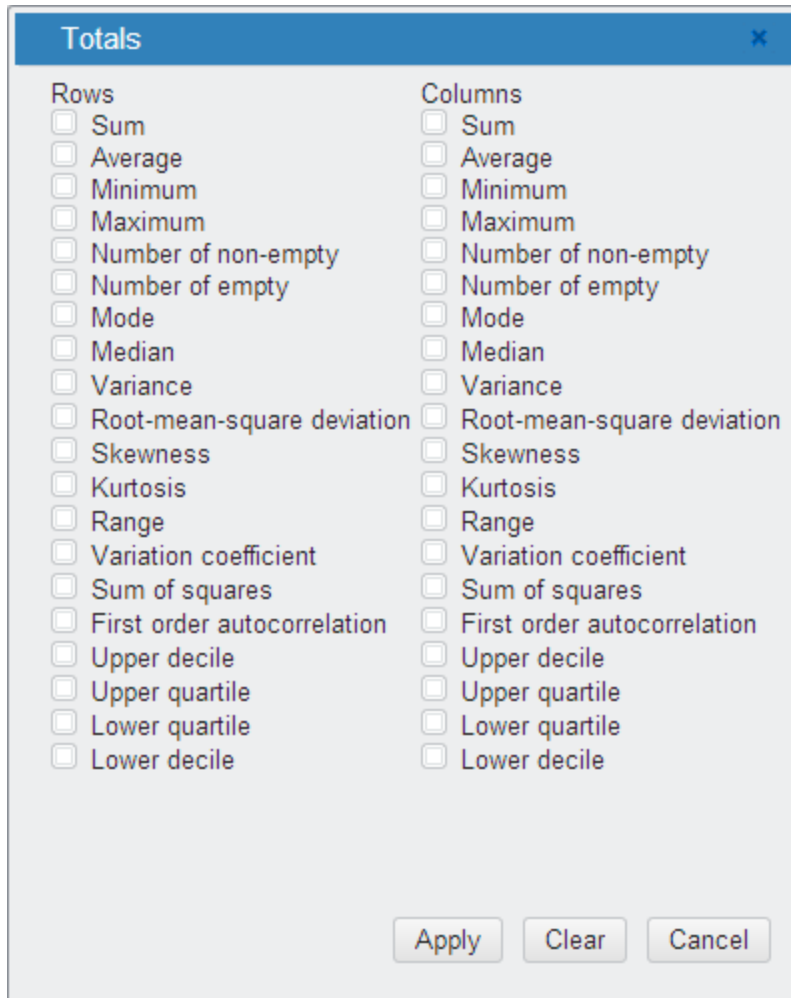 Totals
Rows
Sum
Average
Minimum
Maximum
Number of non-empty
Number of empty
Mode
Median
Variance
Root-mean-square deviation
Skewness
Kurtosis
Range
Variation coefficient
Sum of squares
First order autocorrelation
Upper decile
Upper quartile
Lower quartile
Lower decile
Columns
Sum
Average
Minimum
Maximum
Number of non-empty
Number of empty
Mode
Median
Variance
Root-mean-square deviation
Skewness
Kurtosis
Range
Variation coefficient
Sum of squares
First order autocorrelation
Upper decile
Upper quartile
Lower quartile
Lower decile
Apply
Clear
Cancel